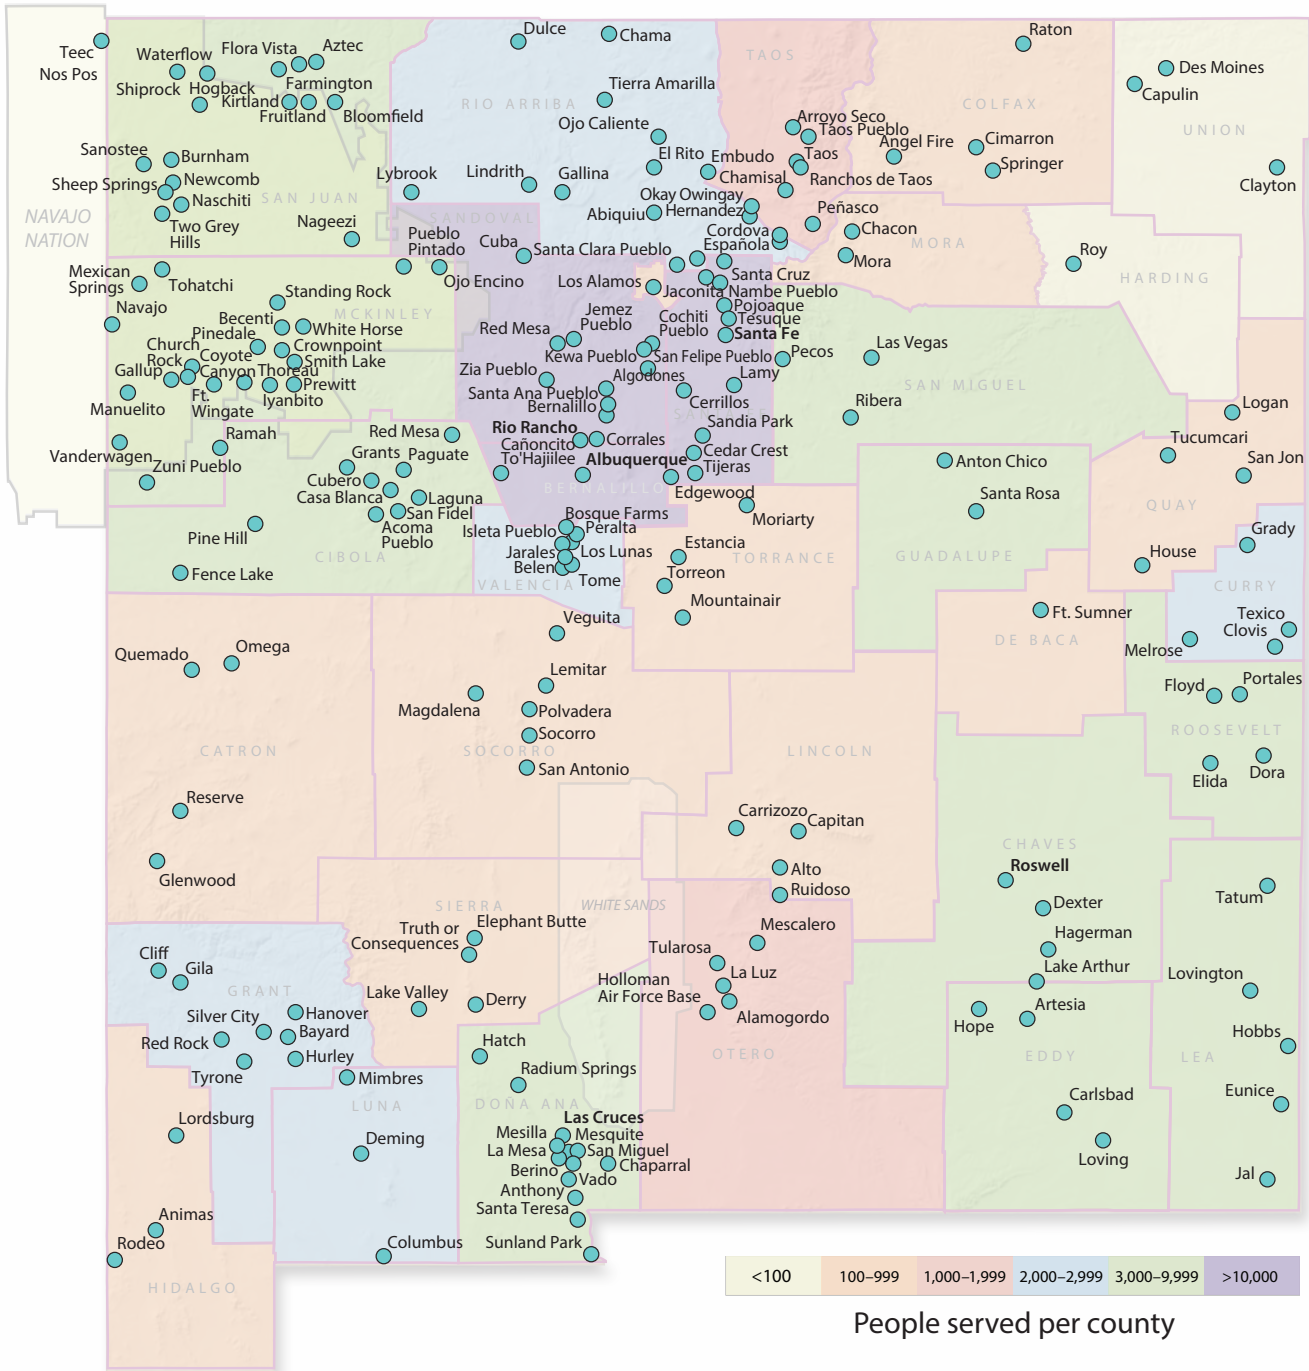 Dulce
Chama
Raton
Teec
Nos Pos
Waterflow
Flora Vista
Aztec
TAOS
Des Moines
Capulin
Shiprock
Hogback
Farmington
Kirtland
Fruitland
Bloomfield
Tierra Amarilla
RIO ARRIBA
COLFAX
UNION
Ojo Caliente
Arroyo Seco
Taos Pueblo
Angel Fire
Cimarron
Springer
Clayton
Sanostee
Burnham
Sheep Springs
Newcomb
Naschiti
Two Grey
Hills
SAN JUAN
Nageezi
Lybrook
Lindrith
Gallina
El Rito
Embudo
Taos
Chamisal
Ranchos de Taos
Okay Owingay
Abiquiu
Hernandez
Peñasco
Chacon
NAVAJO
NATION
SANDOVAL
Pueblo
Pintado
Cuba
Santa Clara Pueblo
Cordova
Española
Mora
MORA
Roy
HARDING
Mexican
Springs
Tohatchi
Ojo Encino
Los Alamos
Santa Cruz
Jaconita
Nambe Pueblo
Pojoaque
Tesuque
Santa Fe
Navajo
Standing Rock
MCKINLEY
Becenti
White Horse
Pinedale
Crownpoint
Church
Rock
Coyote
Canyon
Smith Lake
Gallup
Thoreau
Prewitt
Ft.
Wingate
Iyanbito
Manuelito
Red Mesa
Jemez
Pueblo
Cochiti
Pueblo
Kewa Pueblo
San Felipe Pueblo
Pecos
Las Vegas
Zia Pueblo
Algodones
Lamy
SAN MIGUEL
Santa Ana Pueblo
Bernalillo
Cerrillos
SANTA FE
Ribera
Logan
Rio Rancho
Sandia Park
Vanderwagen
Ramah
Red Mesa
Cañoncito
Corrales
Tucumcari
Zuni Pueblo
Grants
Paguate
To'Hajiilee
Albuquerque
Cedar Crest
Tijeras
Anton Chico
San Jon
Cubero
Casa Blanca
Laguna
BERNALILLO
Edgewood
Santa Rosa
San Fidel
Acoma
Pueblo
Bosque Farms
Moriarty
QUAY
Pine Hill
Isleta Pueblo
Peralta
Grady
CIBOLA
Jarales
Los Lunas
Estancia
TORRANCE
GUADALUPE
House
Fence Lake
Belen
Tome
VALENCIA
Torreon
CURRY
Mountainair
Ft. Sumner
Texico
Clovis
Veguita
DE BACA
Melrose
Quemado
Omega
Lemitar
Floyd
Portales
Magdalena
Polvadera
ROOSEVELT
CATRON
SOCORRO
Socorro
LINCOLN
San Antonio
Elida
Dora
Reserve
Carrizozo
Capitan
CHAVES
Glenwood
Alto
Roswell
Ruidoso
Tatum
SIERRA
WHITE SANDS
Dexter
Elephant Butte
Truth or
Consequences
Mescalero
Hagerman
Cliff
Gila
Tularosa
Lake Arthur
Lovington
GRANT
Holloman
Air Force Base
La Luz
Lake Valley
Derry
Alamogordo
Hope
Artesia
Silver City
Hanover
Bayard
Hobbs
Red Rock
Hurley
Hatch
OTERO
EDDY
LEA
Tyrone
Mimbres
Radium Springs
LUNA
DOÑA ANA
Carlsbad
Eunice
Lordsburg
Las Cruces
Deming
Mesilla
Mesquite
La Mesa
San Miguel
Loving
Berino
Chaparral
Jal
Vado
Anthony
Santa Teresa
Animas
Rodeo
Columbus
Sunland Park
HIDALGO
<100
100–999
1,000–1,999
2,000–2,999
3,000–9,999
>10,000
People served per county